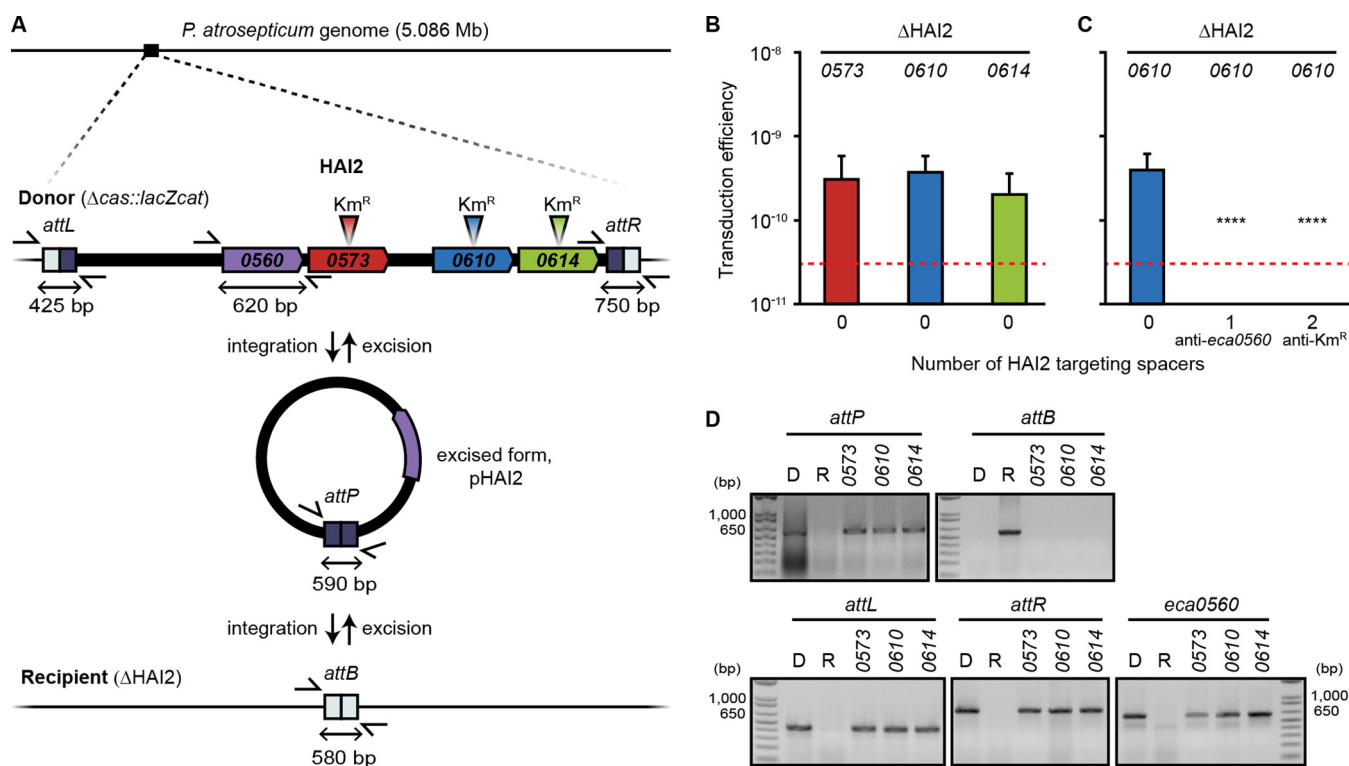 A
P. atrosepticum genome (5.086 Mb)
HAI2
Donor (Δcas::lacZcat)
attL
Km^R
Km^R
Km^R
attR
0560
0573
0610
0614
425 bp
620 bp
750 bp
integration
excision
excised form,
pHAI2
attP
590 bp
integration
excision
Recipient (ΔHAI2)
attB
580 bp
B
ΔHAI2
0573 0610 0614
Transduction efficiency
10^-8
10^-9
10^-10
10^-11
0 0 0
C
ΔHAI2
0610 0610 0610
**** ****
0 1 2
anti-eca0560 anti-Km^R
Number of HAI2 targeting spacers
D
attP
D R 0573 0610 0614
(bp)
1,000
650
attB
D R 0573 0610 0614
attL
D R 0573 0610 0614
(bp)
1,000
650
attR
D R 0573 0610 0614
eca0560
D R 0573 0610 0614
(bp)
1,000
650